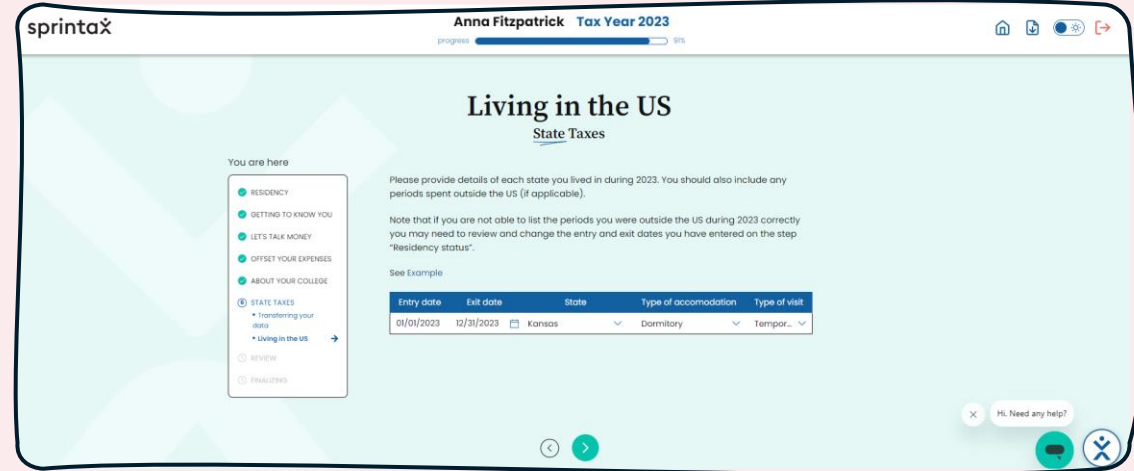 sprintax
Anna Fitzpatrick Tax Year 2023
progress 91%
Living in the US
State Taxes
You are here
RESIDENCY
GETTING TO KNOW YOU
LET'S TALK MONEY
OFFSET YOUR EXPENSES
ABOUT YOUR COLLEGE
6 STATE TAXES
• Transferring your
data
• Living in the US
REVIEW
FINALIZING
Please provide details of each state you lived in during 2023. You should also include any
periods spent outside the US (if applicable).
Note that if you are not able to list the periods you were outside the US during 2023 correctly
you may need to review and change the entry and exit dates you have entered on the step
"Residency status".
See Example
Entry date Exit date State Type of accomodation Type of visit
01/01/2023 12/31/2023 Kansas Dormitory Tempor...
Hi. Need any help?